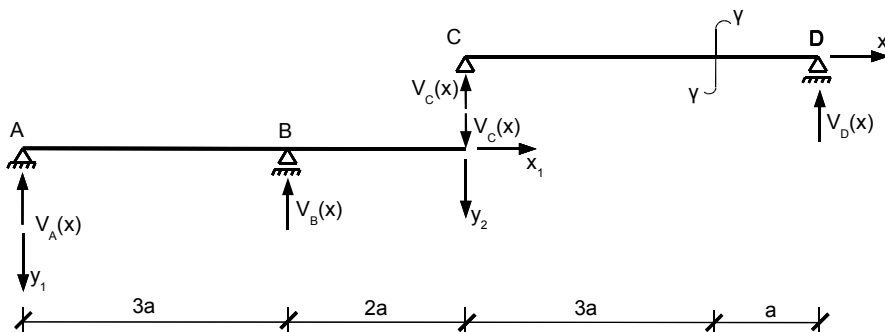 γ
C
D
x
V_C(x)
γ
V_C(x)
V_D(x)
A
B
x_1
V_A(x)
V_B(x)
y_2
y_1
3a
2a
3a
a